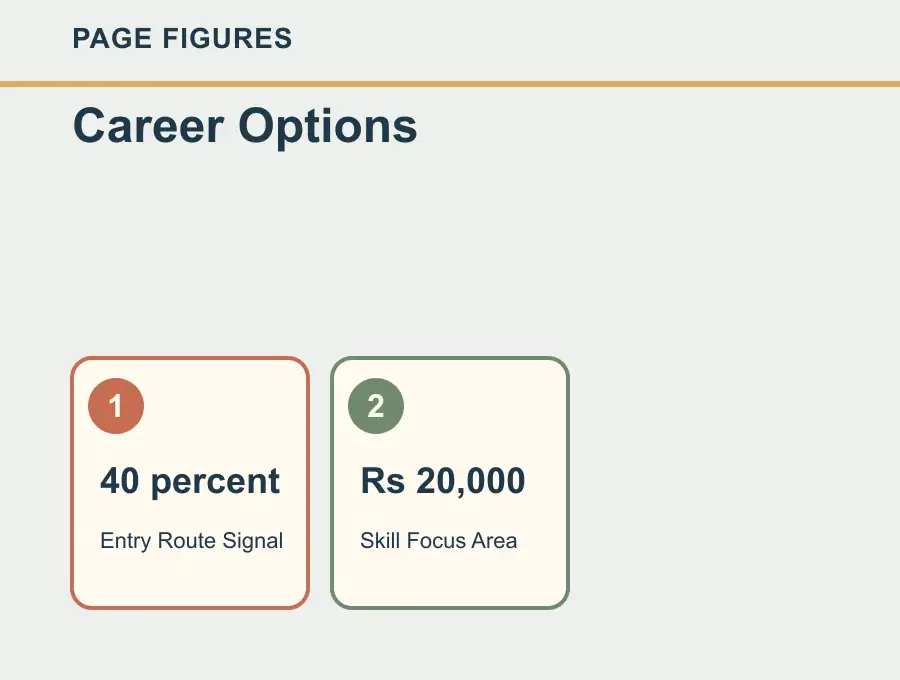 PAGE FIGURES
Career Options
1
40 percent
Entry Route Signal
2
Rs 20,000
Skill Focus Area